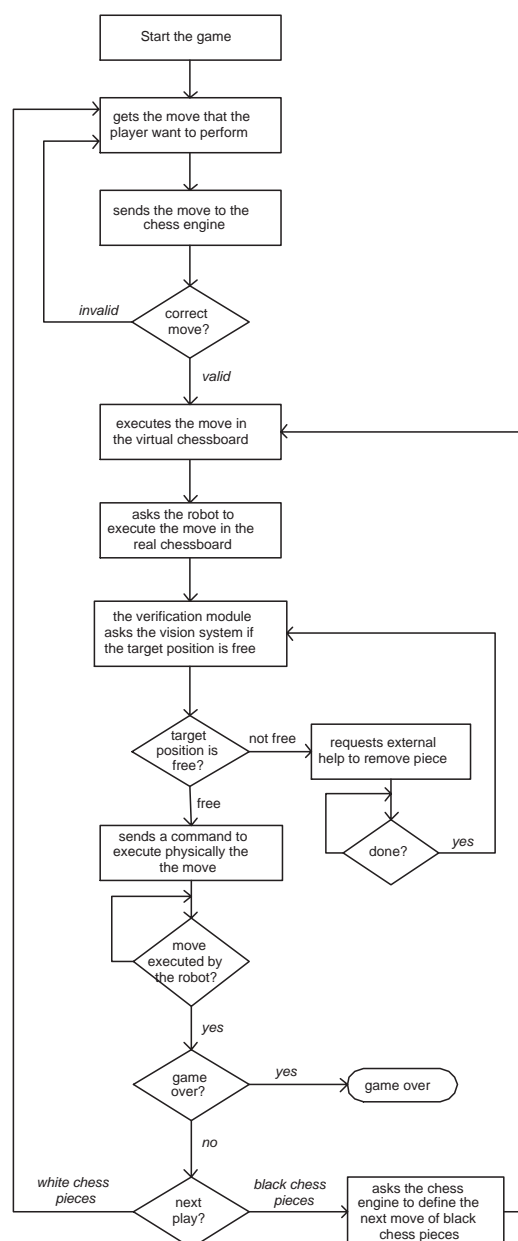 Start the game
gets the move that the
player want to perform
sends the move to the
chess engine
invalid
correct
move?
valid
executes the move in
the virtual chessboard
asks the robot to
execute the move in the
real chessboard
the verification module
asks the vision system if
the target position is free
target
position is
free?
not free
requests external
help to remove piece
free
done?
yes
sends a command to
execute physically the
the move
move
executed by
the robot?
yes
game
over?
yes
game over
no
white chess
pieces
next
play?
black chess
pieces
asks the chess
engine to define the
next move of black
chess pieces